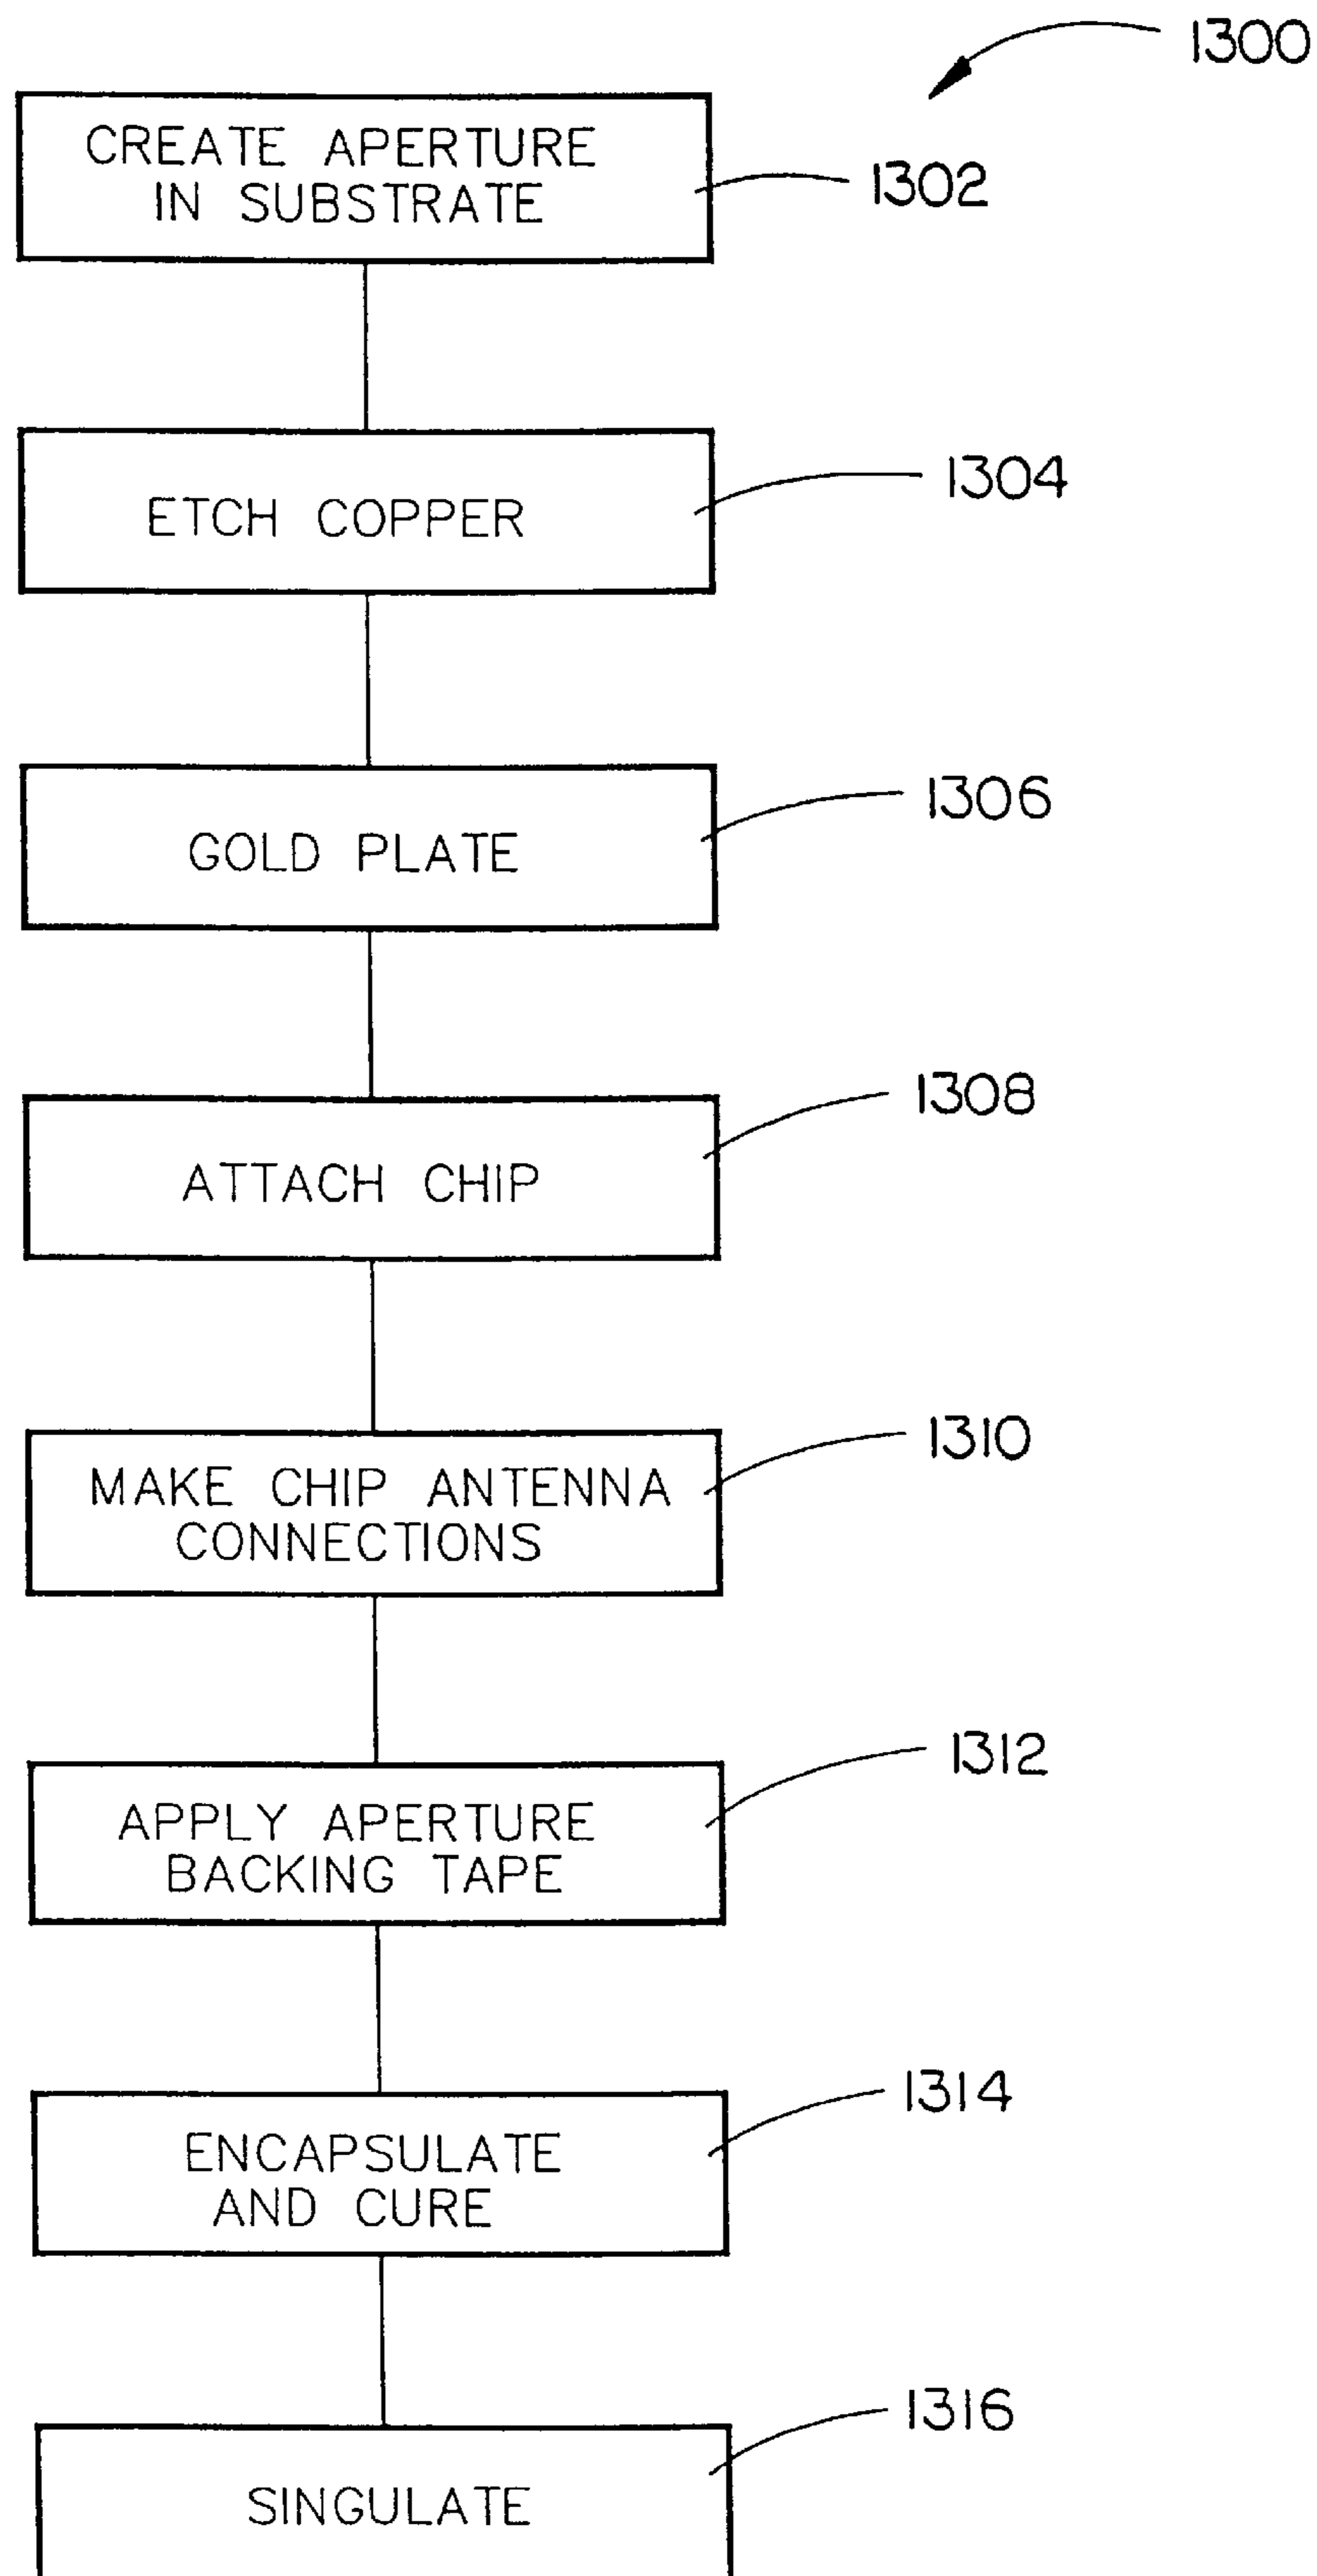 1300
CREATE APERTURE
IN SUBSTRATE
1302
ETCH COPPER
1304
GOLD PLATE
1306
ATTACH CHIP
1308
MAKE CHIP ANTENNA
CONNECTIONS
1310
APPLY APERTURE
BACKING TAPE
1312
ENCAPSULATE
AND CURE
1314
SINGULATE
1316